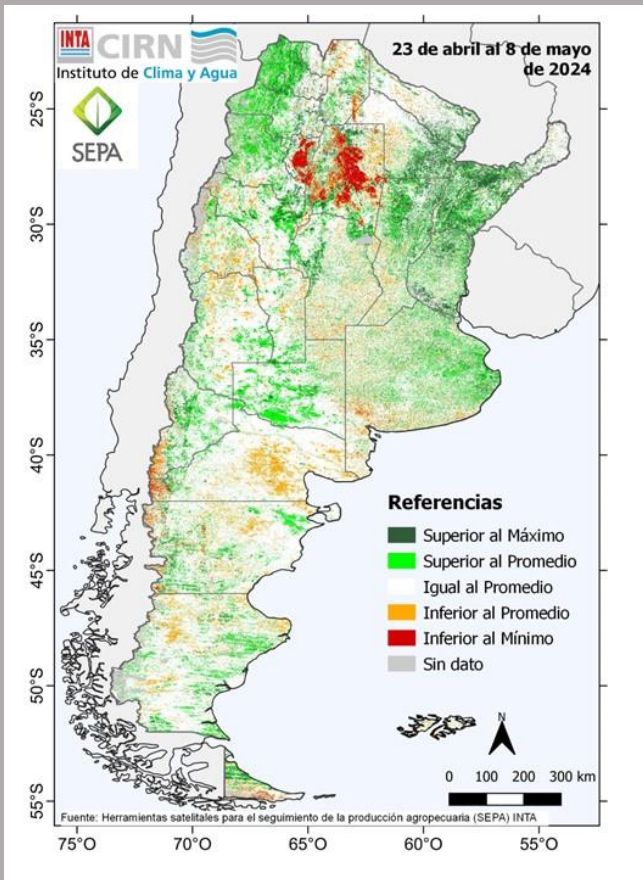 INTA
CIRN
Instituto de Clima y Agua
SEPA
23 de abril al 8 de mayo
de 2024
25°S
30°S
35°S
40°S
45°S
50°S
55°S
Referencias
Superior al Máximo
Superior al Promedio
Igual al Promedio
Inferior al Promedio
Inferior al Mínimo
Sin dato
N
0 100 200 300 km
Fuente: Herramientas satelitales para el seguimiento de la producción agropecuaria (SEPA) INTA
75°O 70°O 65°O 60°O 55°O